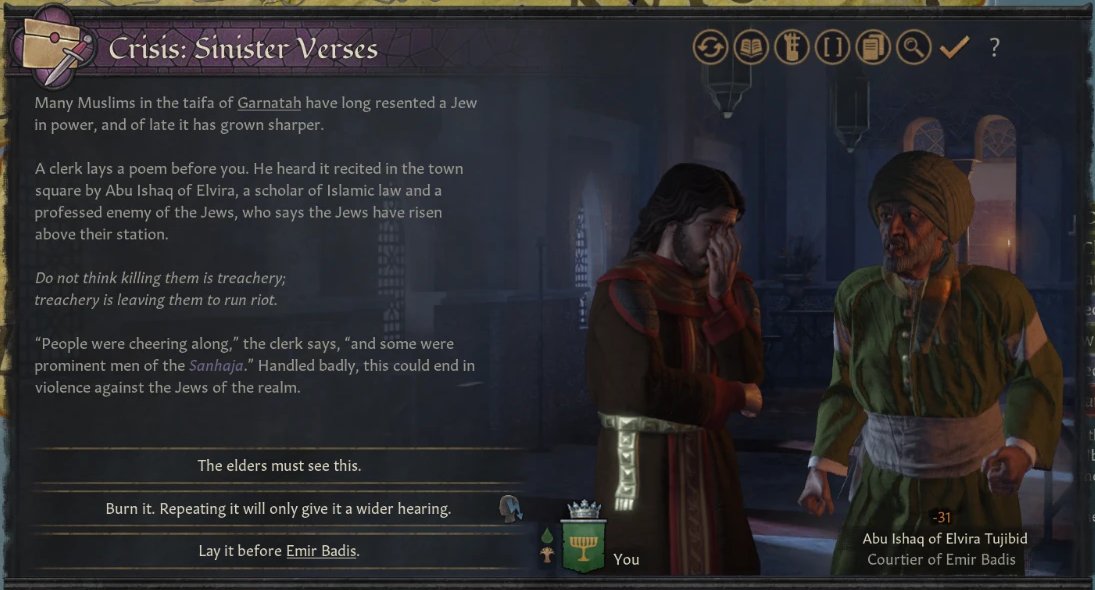 Crisis: Sinister Verses
?
Many Muslims in the taifa of Garnatah have long resented a Jew
in power, and of late it has grown sharper.
A clerk lays a poem before you. He heard it recited in the town
square by Abu Ishaq of Elvira, a scholar of Islamic law and a
professed enemy of the Jews, who says the Jews have risen
above their station.
Do not think killing them is treachery;
treachery is leaving them to run riot.
“People were cheering along,” the clerk says, “and some were
prominent men of the Sanhaja.” Handled badly, this could end in
violence against the Jews of the realm.
The elders must see this.
Burn it. Repeating it will only give it a wider hearing.
Lay it before Emir Badis.
You
-31
Abu Ishaq of Elvira Tujibid
Courtier of Emir Badis